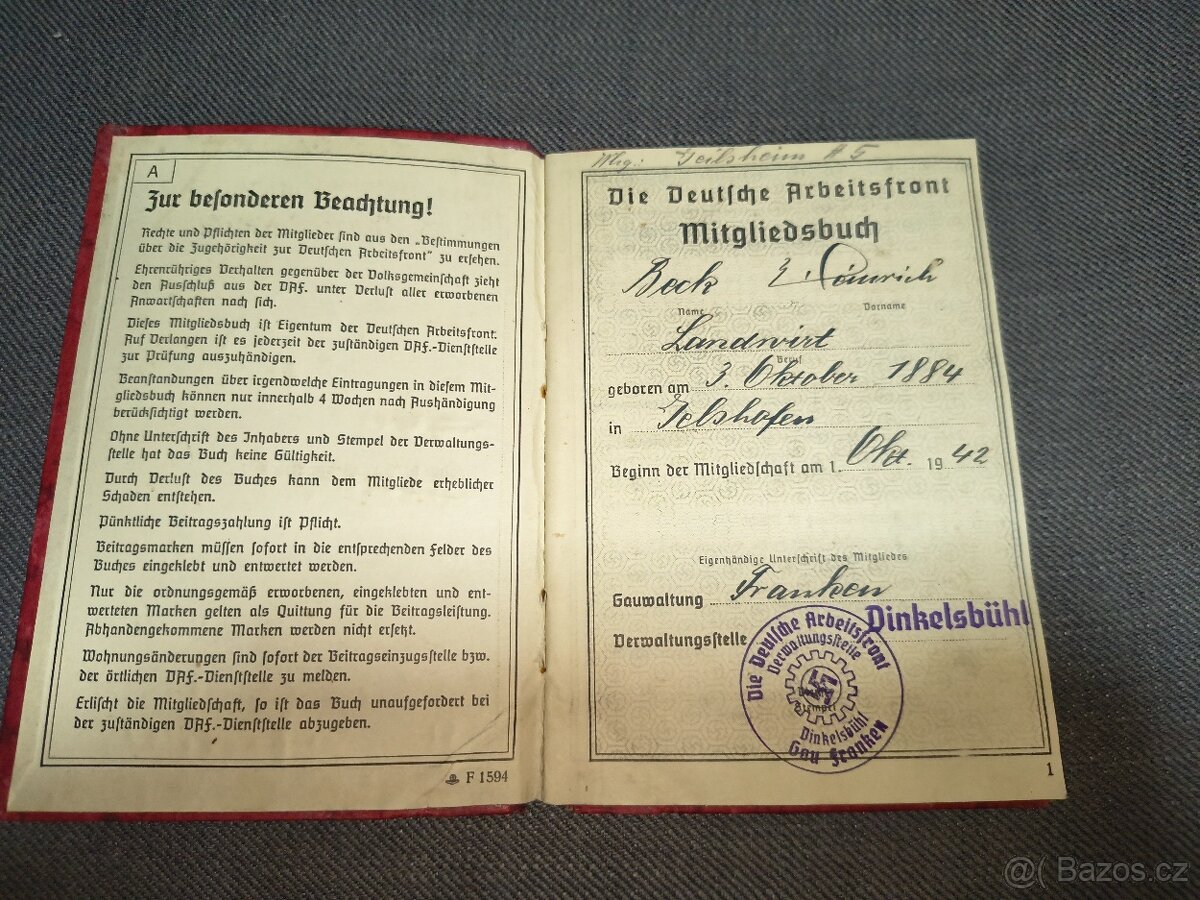 A
Zur besonderen Beachtung!
Rechte und Pflichten der Mitglieder sind aus den „Bestimmungen
über die Zugehörigkeit zur Deutschen Arbeitsfront" zu ersehen.
Ehrenrühriges Verhalten gegenüber der Volksgemeinschaft zieht
den Ausschluß aus der DAF. unter Verlust aller erworbenen
Anwartschaften nach sich.
Dieses Mitgliedsbuch ist Eigentum der Deutschen Arbeitsfront.
Auf Verlangen ist es jederzeit der zuständigen DAF.-Dienststelle
zur Prüfung auszuhändigen.
Beanstandungen über irgendwelche Eintragungen in diesem Mit-
gliedsbuch können nur innerhalb 4 Wochen nach Aushändigung
berücksichtigt werden.
Ohne Unterschrift des Inhabers und Stempel der Verwaltungs-
stelle hat das Buch keine Gültigkeit.
Durch Verlust des Buches kann dem Mitgliede erheblicher
Schaden entstehen.
Pünktliche Beitragszahlung ist Pflicht.
Beitragsmarken müssen sofort in die entsprechenden Felder des
Buches eingeklebt und entwertet werden.
Nur die ordnungsgemäß erworbenen, eingeklebten und ent-
werteten Marken gelten als Quittung für die Beitragsleistung.
Abhandengekommene Marken werden nicht ersetzt.
Wohnungsänderungen sind sofort der Beitragseinzugsstelle bzw.
der örtlichen DAF.-Dienststelle zu melden.
Erlischt die Mitgliedschaft, so ist das Buch unaufgefordert bei
der zuständigen DAF.-Dienststelle abzugeben.
F 1594
Geilsheim # 5
Die Deutsche Arbeitsfront
Mitgliedsbuch
Beck Heinrich
Name Vorname
Landwirt
Beruf
geboren am 3. Oktober 1884
in Gelshofen
Beginn der Mitgliedschaft am 1. Okt. 1942
Eigenhändige Unterschrift des Mitgliedes
Gauwaltung Franken
Verwaltungsstelle Dinkelsbühl
Die Deutsche Arbeitsfront
Verwaltungsstelle
Stempel
Dinkelsbühl
Gau Franken
1
@( Bazos.cz